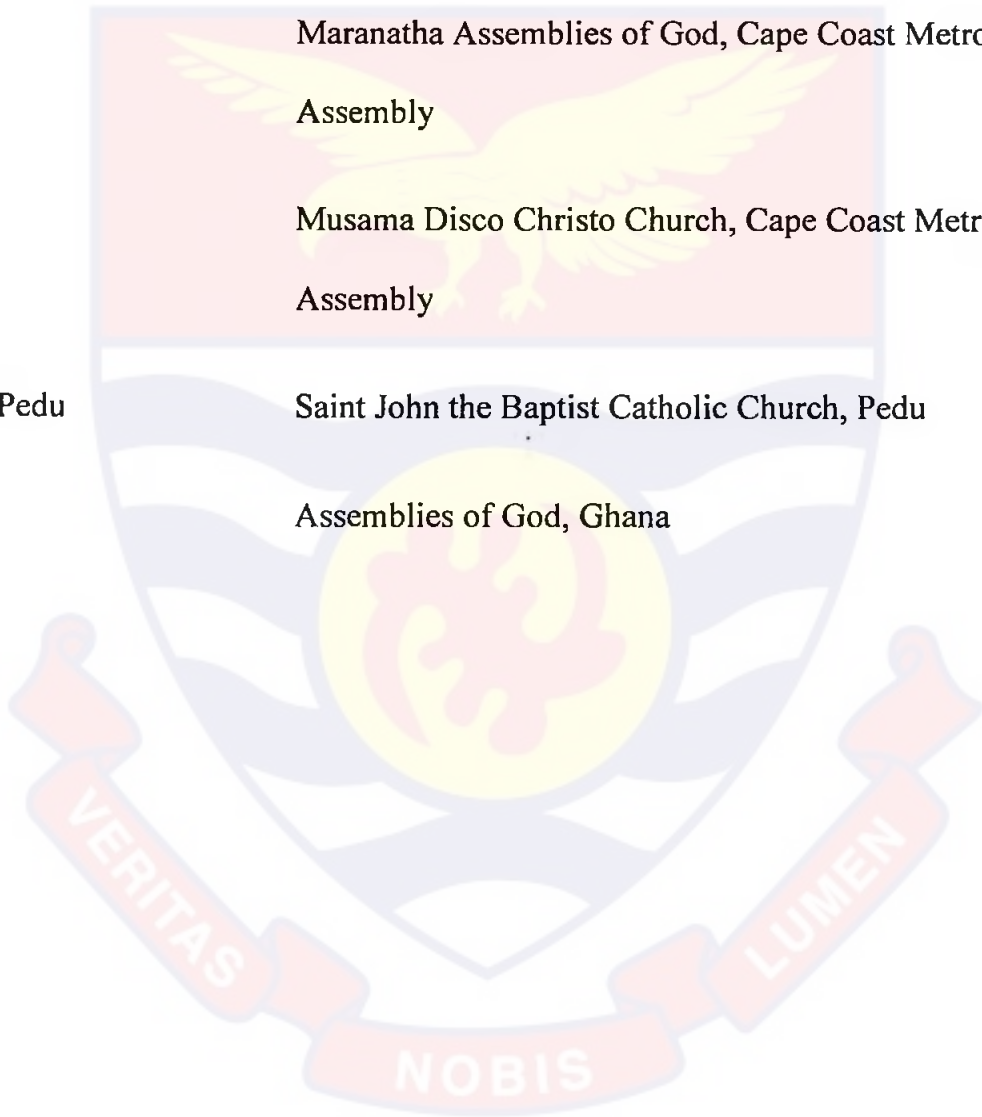 Maranatha Assemblies of God, Cape Coast Metro
Assembly
Musama Disco Christo Church, Cape Coast Metr
Assembly
Pedu Saint John the Baptist Catholic Church, Pedu
Assemblies of God, Ghana
VERITAS
NOBIS
LUMEN